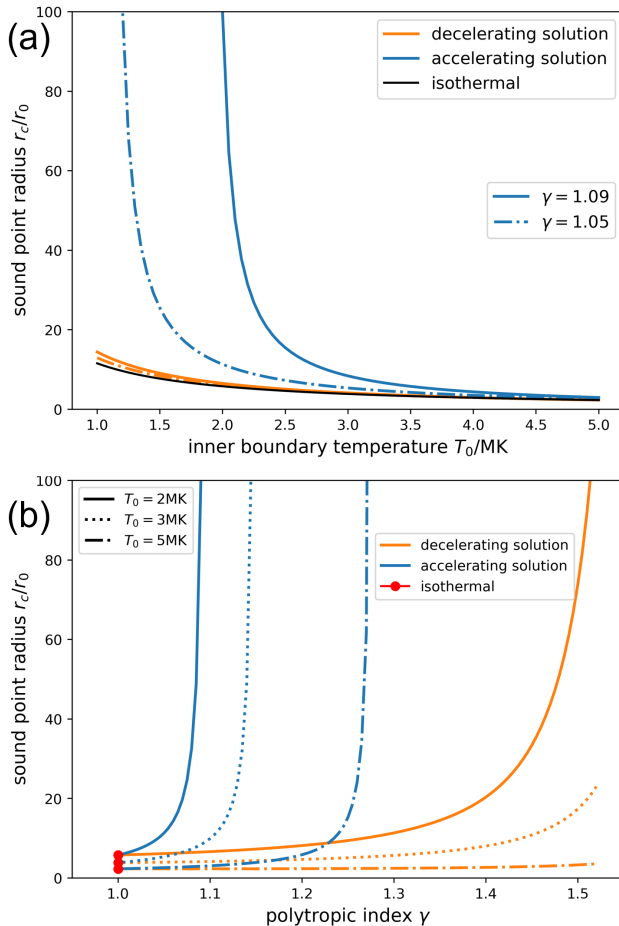 (a)
100
80
60
40
20
0
sound point radius r_c/r_0
decelerating solution
accelerating solution
isothermal
γ = 1.09
γ = 1.05
1.0 1.5 2.0 2.5 3.0 3.5 4.0 4.5 5.0
inner boundary temperature T_0/MK
(b)
100
80
60
40
20
0
sound point radius r_c/r_0
T_0 = 2MK
T_0 = 3MK
T_0 = 5MK
decelerating solution
accelerating solution
isothermal
1.0 1.1 1.2 1.3 1.4 1.5
polytropic index γ